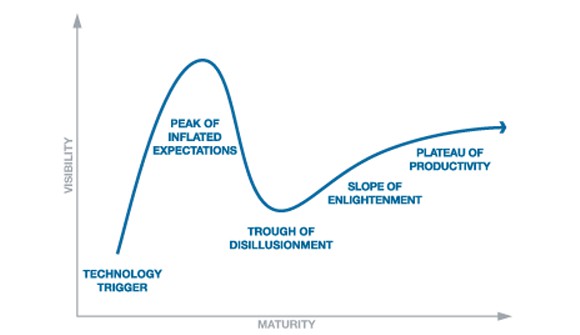 VISIBILITY
PEAK OF
INFLATED
EXPECTATIONS
PLATEAU OF
PRODUCTIVITY
SLOPE OF
ENLIGHTENMENT
TROUGH OF
DISILLUSIONMENT
TECHNOLOGY
TRIGGER
MATURITY